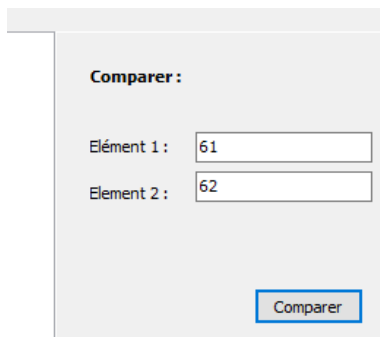 Comparer :
Elément 1 : 61
Element 2 : 62
Comparer